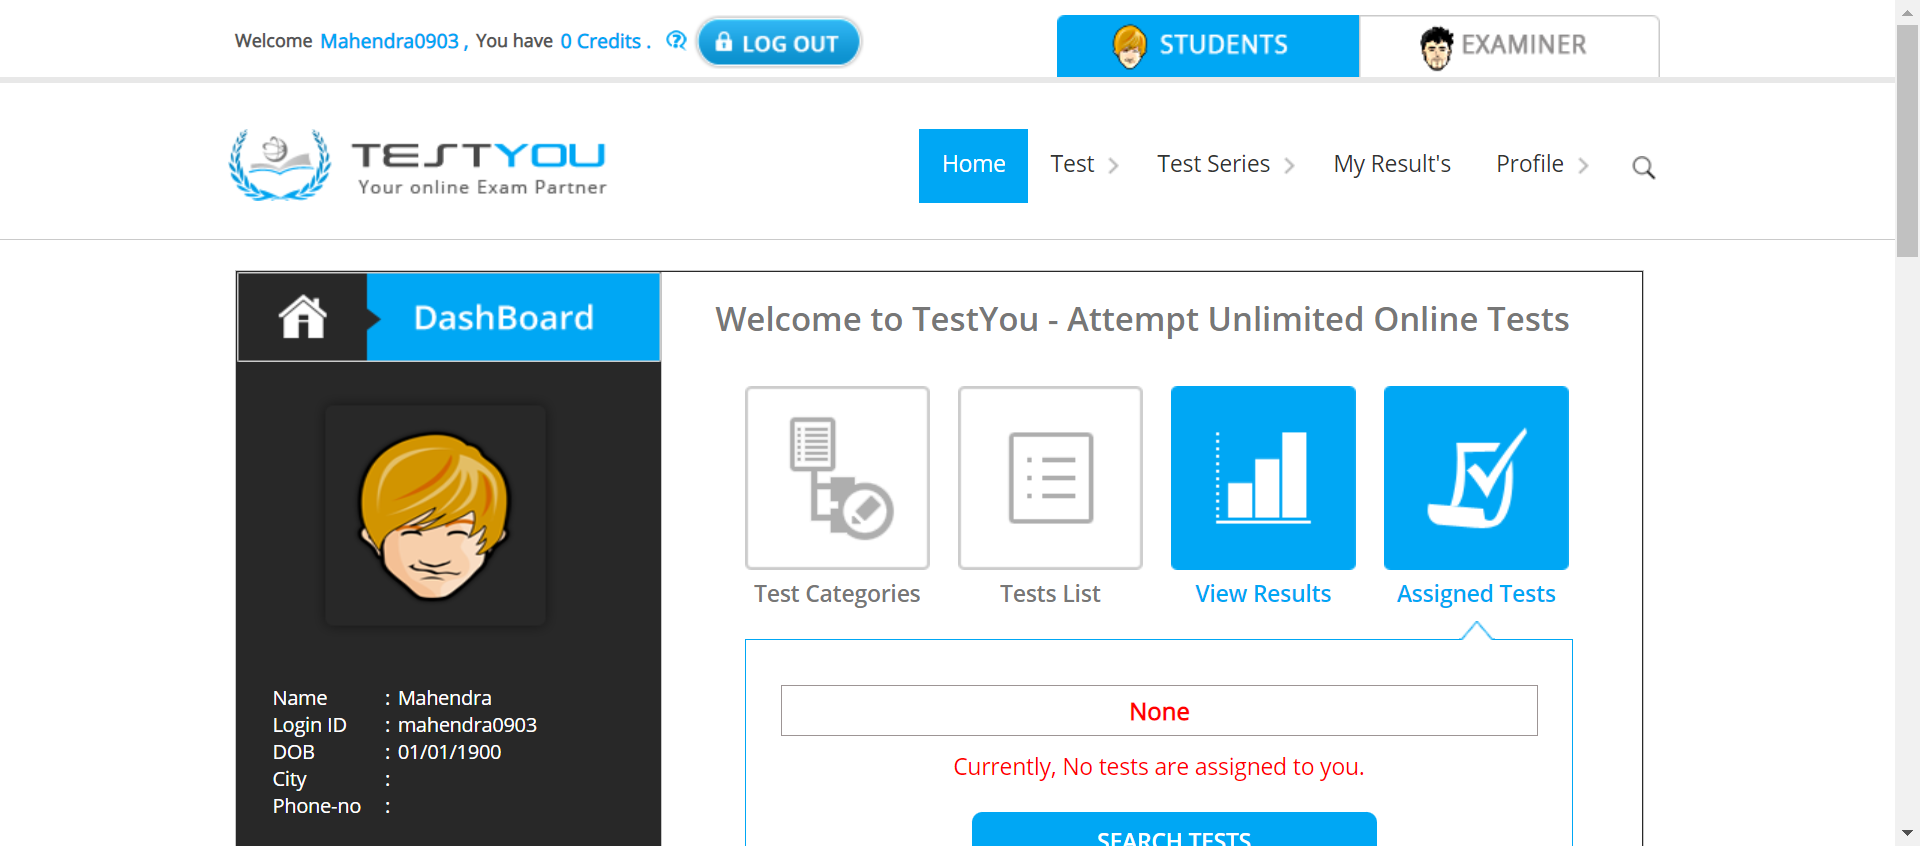 Welcome Mahendra0903 , You have 0 Credits . LOG OUT
STUDENTS EXAMINER
TESTYOU
Your online Exam Partner
Home Test Test Series My Result's Profile
DashBoard
Welcome to TestYou - Attempt Unlimited Online Tests
Test Categories Tests List View Results Assigned Tests
Name : Mahendra
Login ID : mahendra0903
DOB : 01/01/1900
City :
Phone-no :
None
Currently, No tests are assigned to you.
SEARCH TESTS